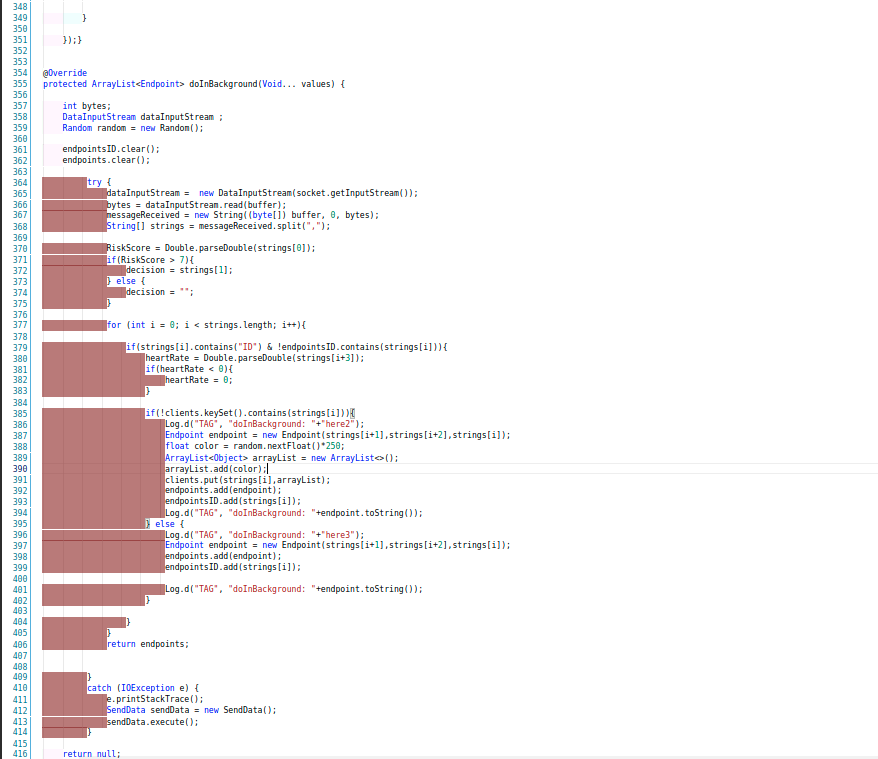 348
349 }
350
351 });}
352
353
354 @Override
355 protected ArrayList<Endpoint> doInBackground(Void... values) {
356
357 int bytes;
358 DataInputStream dataInputStream ;
359 Random random = new Random();
360
361 endpointsID.clear();
362 endpoints.clear();
363
364 try {
365 dataInputStream =  new DataInputStream(socket.getInputStream());
366 bytes = dataInputStream.read(buffer);
367 messageReceived = new String((byte[]) buffer, 0, bytes);
368 String[] strings = messageReceived.split(",");
369
370 RiskScore = Double.parseDouble(strings[0]);
371 if(RiskScore > 7){
372 decision = strings[1];
373 } else {
374 decision = "";
375 }
376
377 for (int i = 0; i < strings.length; i++){
378
379 if(strings[i].contains("ID") & !endpointsID.contains(strings[i])){
380 heartRate = Double.parseDouble(strings[i+3]);
381 if(heartRate < 0){
382 heartRate = 0;
383 }
384
385 if(!clients.keySet().contains(strings[i])){
386 Log.d("TAG", "doInBackground: "+"here2");
387 Endpoint endpoint = new Endpoint(strings[i+1],strings[i+2],strings[i]);
388 float color = random.nextFloat()*250;
389 ArrayList<Object> arrayList = new ArrayList<>();
390 arrayList.add(color);
391 clients.put(strings[i],arrayList);
392 endpoints.add(endpoint);
393 endpointsID.add(strings[i]);
394 Log.d("TAG", "doInBackground: "+endpoint.toString());
395 } else {
396 Log.d("TAG", "doInBackground: "+"here3");
397 Endpoint endpoint = new Endpoint(strings[i+1],strings[i+2],strings[i]);
398 endpoints.add(endpoint);
399 endpointsID.add(strings[i]);
400
401 Log.d("TAG", "doInBackground: "+endpoint.toString());
402 }
403
404 }
405 }
406 return endpoints;
407
408
409 }
410 catch (IOException e) {
411 e.printStackTrace();
412 SendData sendData = new SendData();
413 sendData.execute();
414 }
415
416 return null;